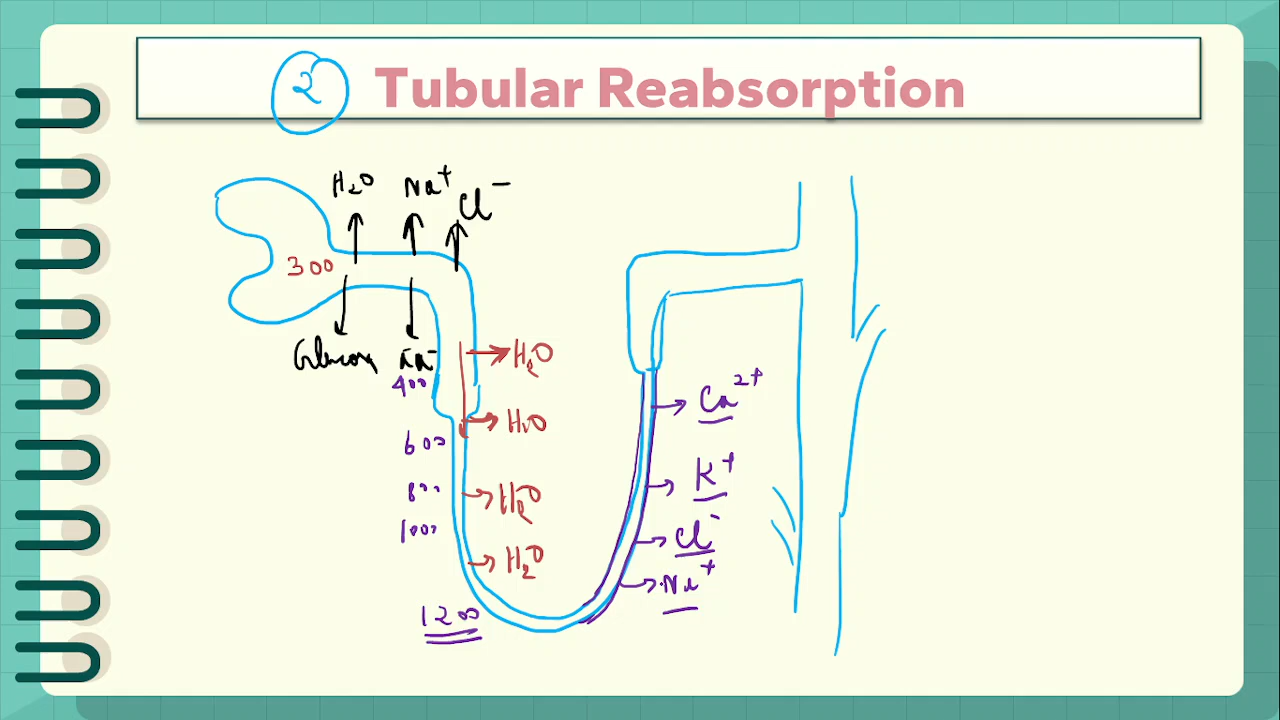 2 Tubular Reabsorption
H₂O Na⁺ Cl⁻
300
Glucose
H₂O
400
H₂O
600
800 H₂O
1000
H₂O
1200
Ca²⁺
K⁺
Cl⁻
Na⁺